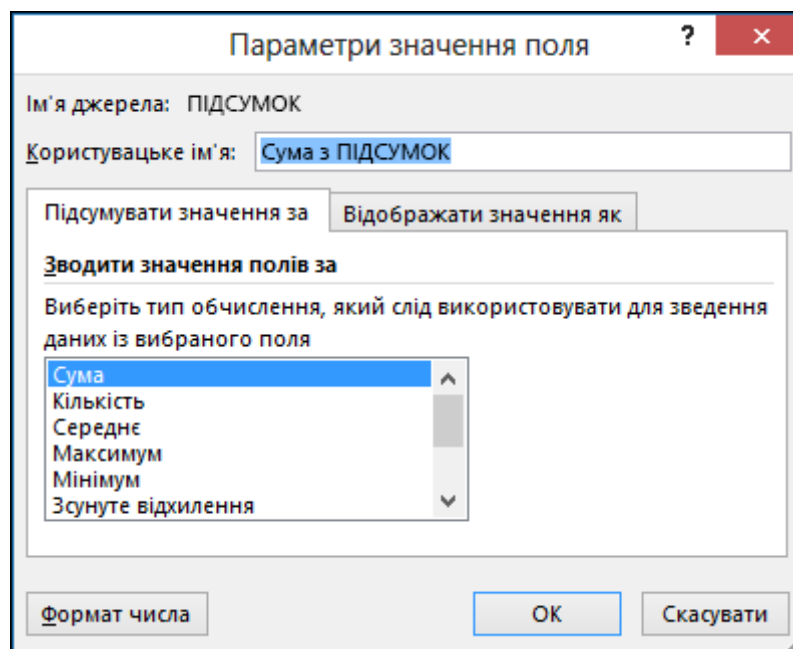 Параметри значення поля ? ×
Ім'я джерела: ПІДСУМОК
Користувацьке ім'я: Сума з ПІДСУМОК
Підсумувати значення за Відображати значення як
Зводити значення полів за
Виберіть тип обчислення, який слід використовувати для зведення
даних із вибраного поля
Сума
Кількість
Середнє
Максимум
Мінімум
Зсунуте відхилення
Формат числа ОК Скасувати